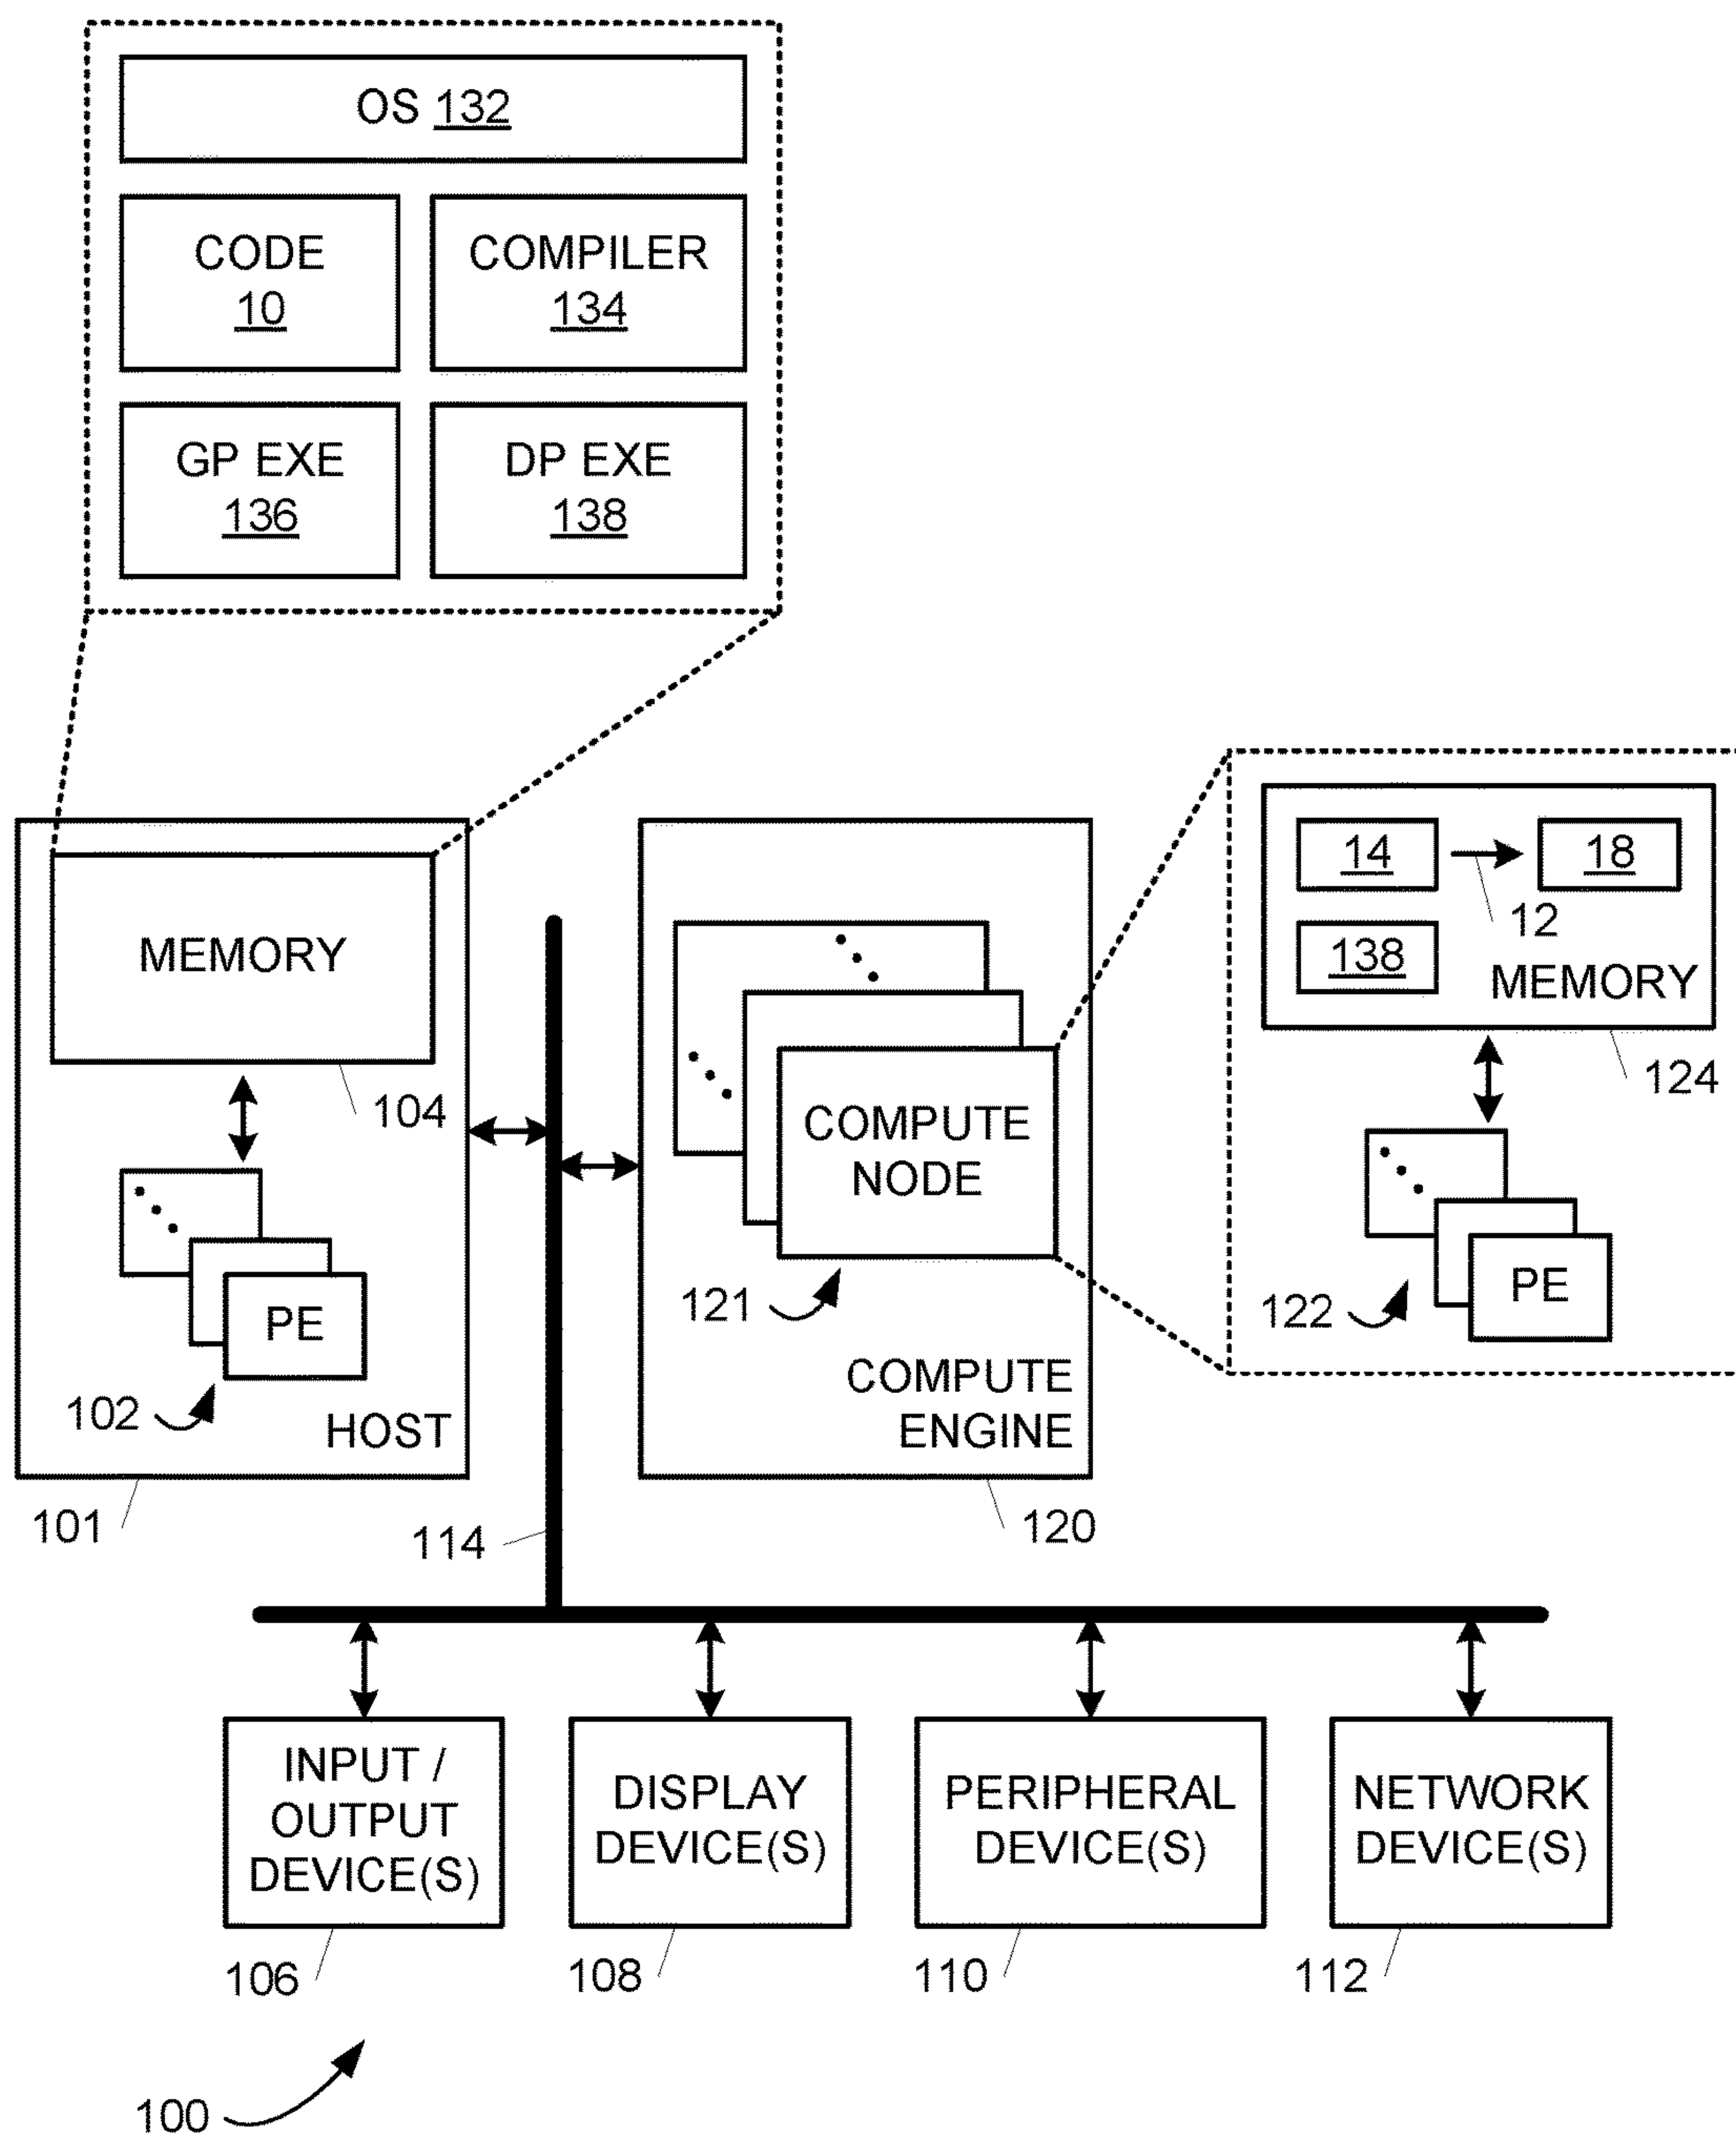 OS 132
CODE
10
COMPILER
134
GP EXE
136
DP EXE
138
MEMORY
104
PE
102
HOST
101
114
COMPUTE
NODE
121
COMPUTE
ENGINE
120
14
18
12
138
MEMORY
124
122
PE
INPUT /
OUTPUT
DEVICE(S)
106
DISPLAY
DEVICE(S)
108
PERIPHERAL
DEVICE(S)
110
NETWORK
DEVICE(S)
112
100